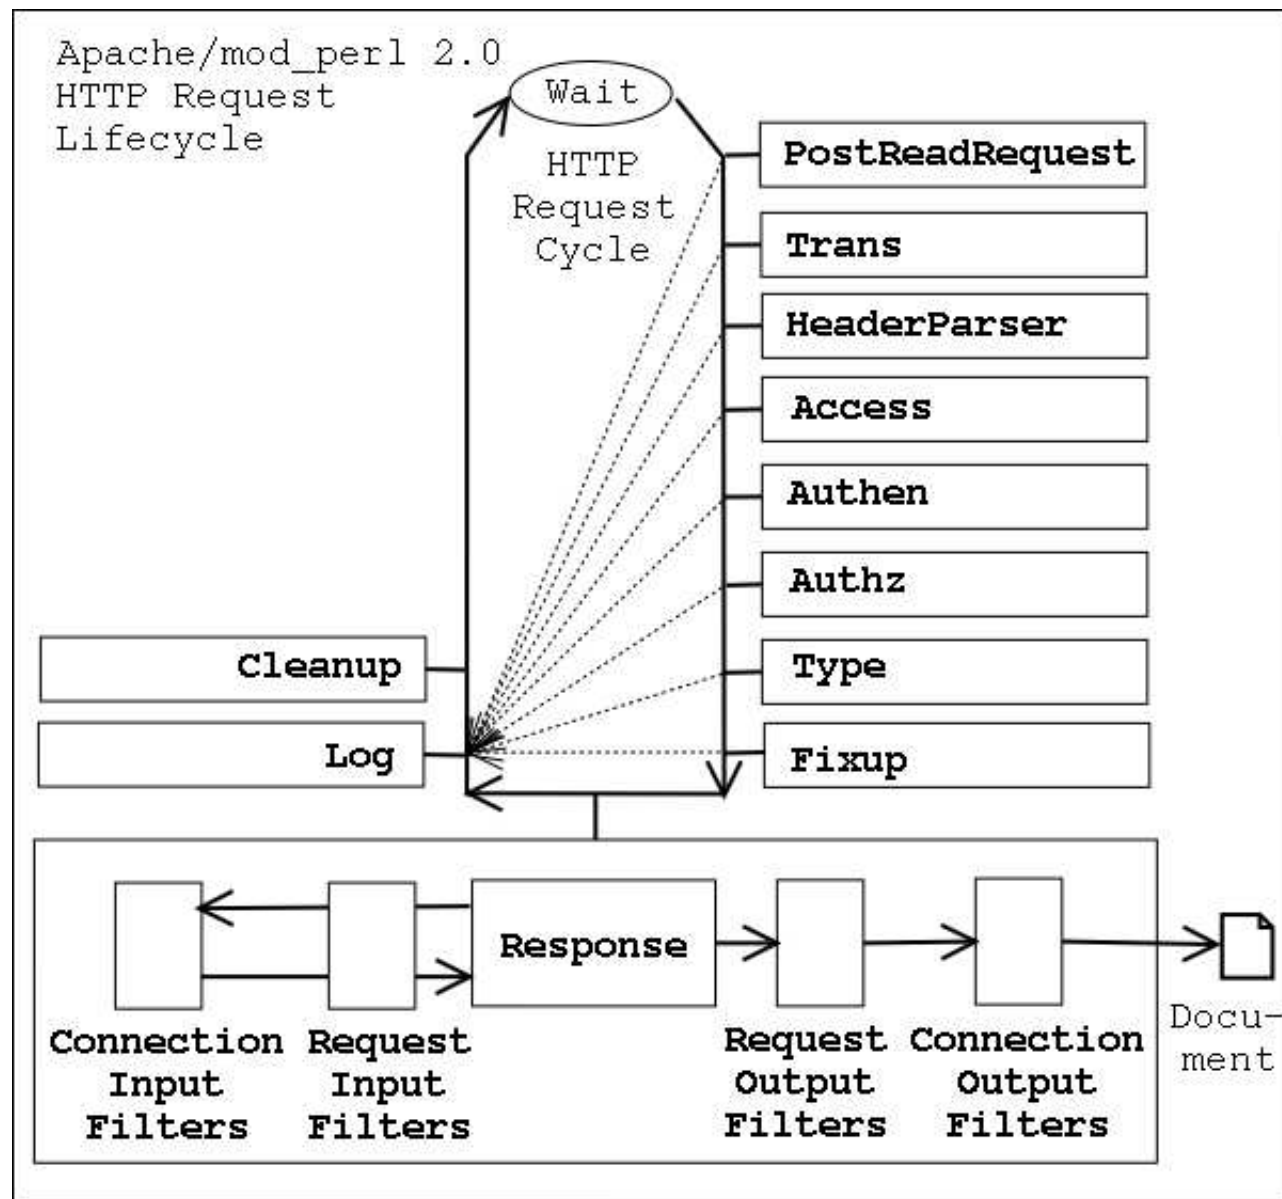 Apache/mod_perl 2.0
HTTP Request
Lifecycle
Wait
HTTP
Request
Cycle
PostReadRequest
Trans
HeaderParser
Access
Authen
Authz
Type
Fixup
Cleanup
Log
Response
Connection
Input
Filters
Request
Input
Filters
Request
Output
Filters
Connection
Output
Filters
Docu-
ment